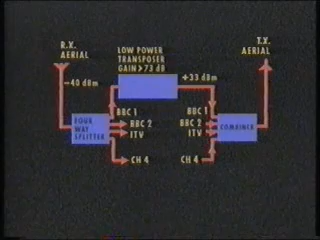 R.X.
AERIAL
LOW POWER
TRANSPOSER
GAIN > 73 dB
T.X.
AERIAL
-40 dBm
+33 dBm
BBC 1
BBC 2
ITV
CH 4
FOUR
WAY
SPLITTER
BBC 1
BBC 2
ITV
CH 4
COMBINER